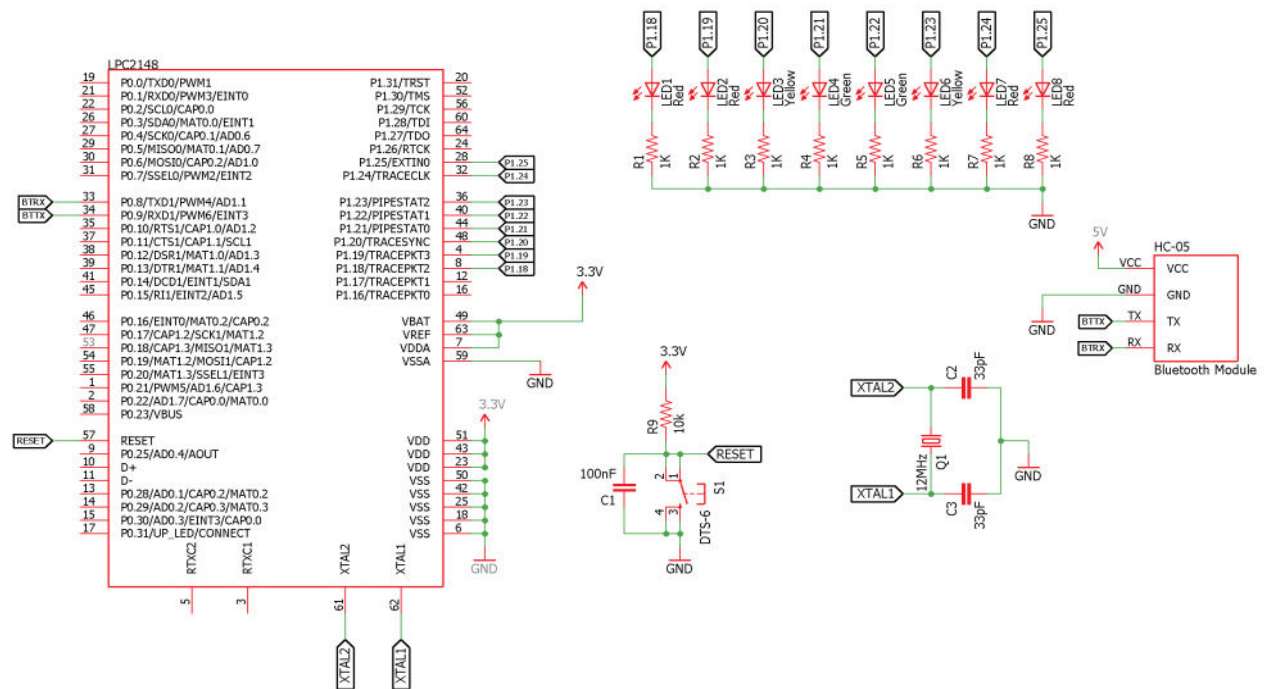 LPC2148
19 P0.0/TXD0/PWM1
21 P0.1/RXD0/PWM3/EINT0
22 P0.2/SCL0/CAP0.0
26 P0.3/SDA0/MAT0.0/EINT1
27 P0.4/SCK0/CAP0.1/AD0.6
29 P0.5/MISO0/MAT0.1/AD0.7
30 P0.6/MOSI0/CAP0.2/AD1.0
31 P0.7/SSEL0/PWM2/EINT2
BTRX 33 P0.8/TXD1/PWM4/AD1.1
BTTX 34 P0.9/RXD1/PWM6/EINT3
35 P0.10/RTS1/CAP1.0/AD1.2
37 P0.11/CTS1/CAP1.1/SCL1
38 P0.12/DSR1/MAT1.0/AD1.3
39 P0.13/DTR1/MAT1.1/AD1.4
41 P0.14/DCD1/EINT1/SDA1
45 P0.15/RI1/EINT2/AD1.5
46 P0.16/EINT0/MAT0.2/CAP0.2
47 P0.17/CAP1.2/SCK1/MAT1.2
53 P0.18/CAP1.3/MISO1/MAT1.3
54 P0.19/MAT1.2/MOSI1/CAP1.2
55 P0.20/MAT1.3/SSEL1/EINT3
1 P0.21/PWM5/AD1.6/CAP1.3
2 P0.22/AD1.7/CAP0.0/MAT0.0
58 P0.23/VBUS
RESET 57 RESET
9 P0.25/AD0.4/AOUT
10 D+
11 D-
13 P0.28/AD0.1/CAP0.2/MAT0.2
14 P0.29/AD0.2/CAP0.3/MAT0.3
15 P0.30/AD0.3/EINT3/CAP0.0
17 P0.31/UP_LED/CONNECT
P1.31/TRST 20
P1.30/TMS 52
P1.29/TCK 56
P1.28/TDI 60
P1.27/TDO 64
P1.26/RTCK 24
P1.25/EXTIN0 28 P1.25
P1.24/TRACECLK 32 P1.24
P1.23/PIPESTAT2 36 P1.23
P1.22/PIPESTAT1 40 P1.22
P1.21/PIPESTAT0 44 P1.21
P1.20/TRACESYNC 48 P1.20
P1.19/TRACEPKT3 4 P1.19
P1.18/TRACEPKT2 8 P1.18
P1.17/TRACEPKT1 12
P1.16/TRACEPKT0 16
3.3V
VBAT 49
VREF 63
VDDA 7
VSSA 59
GND
3.3V
VDD 51
VDD 43
VDD 23
VSS 50
VSS 42
VSS 25
VSS 18
VSS 6
GND
RTXC2 RTXC1 XTAL2 XTAL1
5 3 61 62
XTAL2 XTAL1
P1.18 P1.19 P1.20 P1.21 P1.22 P1.23 P1.24 P1.25
LED1 LED2 LED3 LED4 LED5 LED6 LED7 LED8
Red Red Yellow Green Green Yellow Red Red
R1 R2 R3 R4 R5 R6 R7 R8
1K 1K 1K 1K 1K 1K 1K 1K
GND
3.3V
R9
10k
RESET
100nF
C1
2 1
4 3
S1
DTS-6
GND
XTAL2
C2
33pF
12MHz
Q1
XTAL1
C3
33pF
GND
5V
HC-05
VCC VCC
GND GND
GND
BTTX TX TX
BTRX RX RX
Bluetooth Module